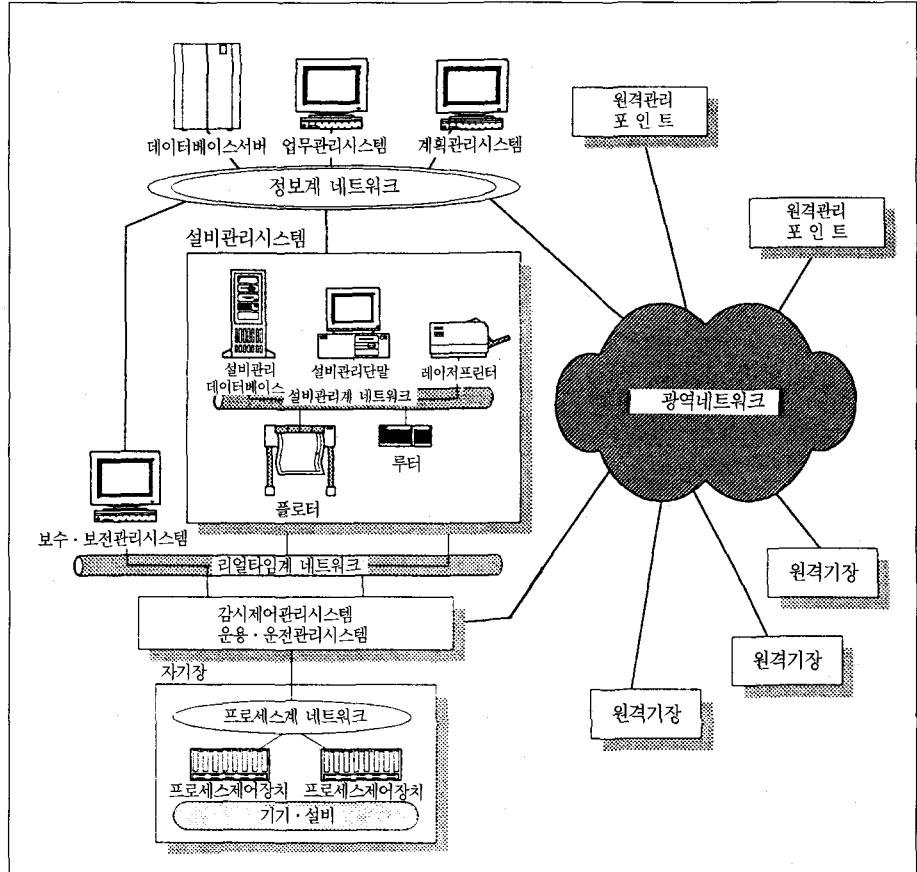 데이터베이스서버
업무관리시스템
계획관리시스템
정보계 네트워크
원격관리
포 인 트
원격관리
포 인 트
설비관리시스템
설비관리
데이터베이스
설비관리단말
레이저프린터
설비관리계 네트워크
플로터
루터
광역네트워크
보수 · 보전관리시스템
리얼타임계 네트워크
감시제어관리시스템
운용 · 운전관리시스템
원격기장
원격기장
원격기장
자기장
프로세스계 네트워크
프로세스제어장치
프로세스제어장치
기기 · 설비